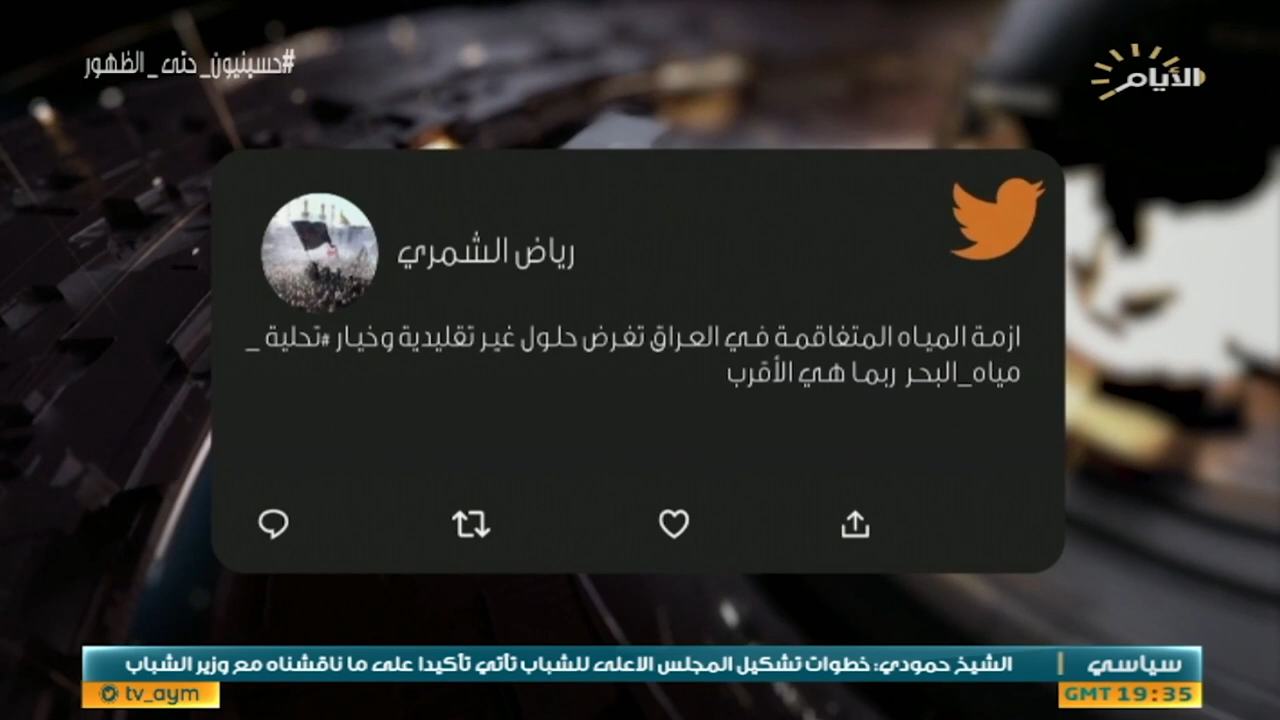 #حسينيون_حتى_الظهور
الأيام
رياض الشمري
ازمة المياه المتفاقمة في العراق تفرض حلول غير تقليدية وخيار #تحلية _
مياه_البحر ربما هي الأقرب
سياسي | الشيخ حمودي: خطوات تشكيل المجلس الاعلى للشباب تأتي تأكيدا على ما ناقشناه مع وزير الشباب
tv_aym
GMT 19:35